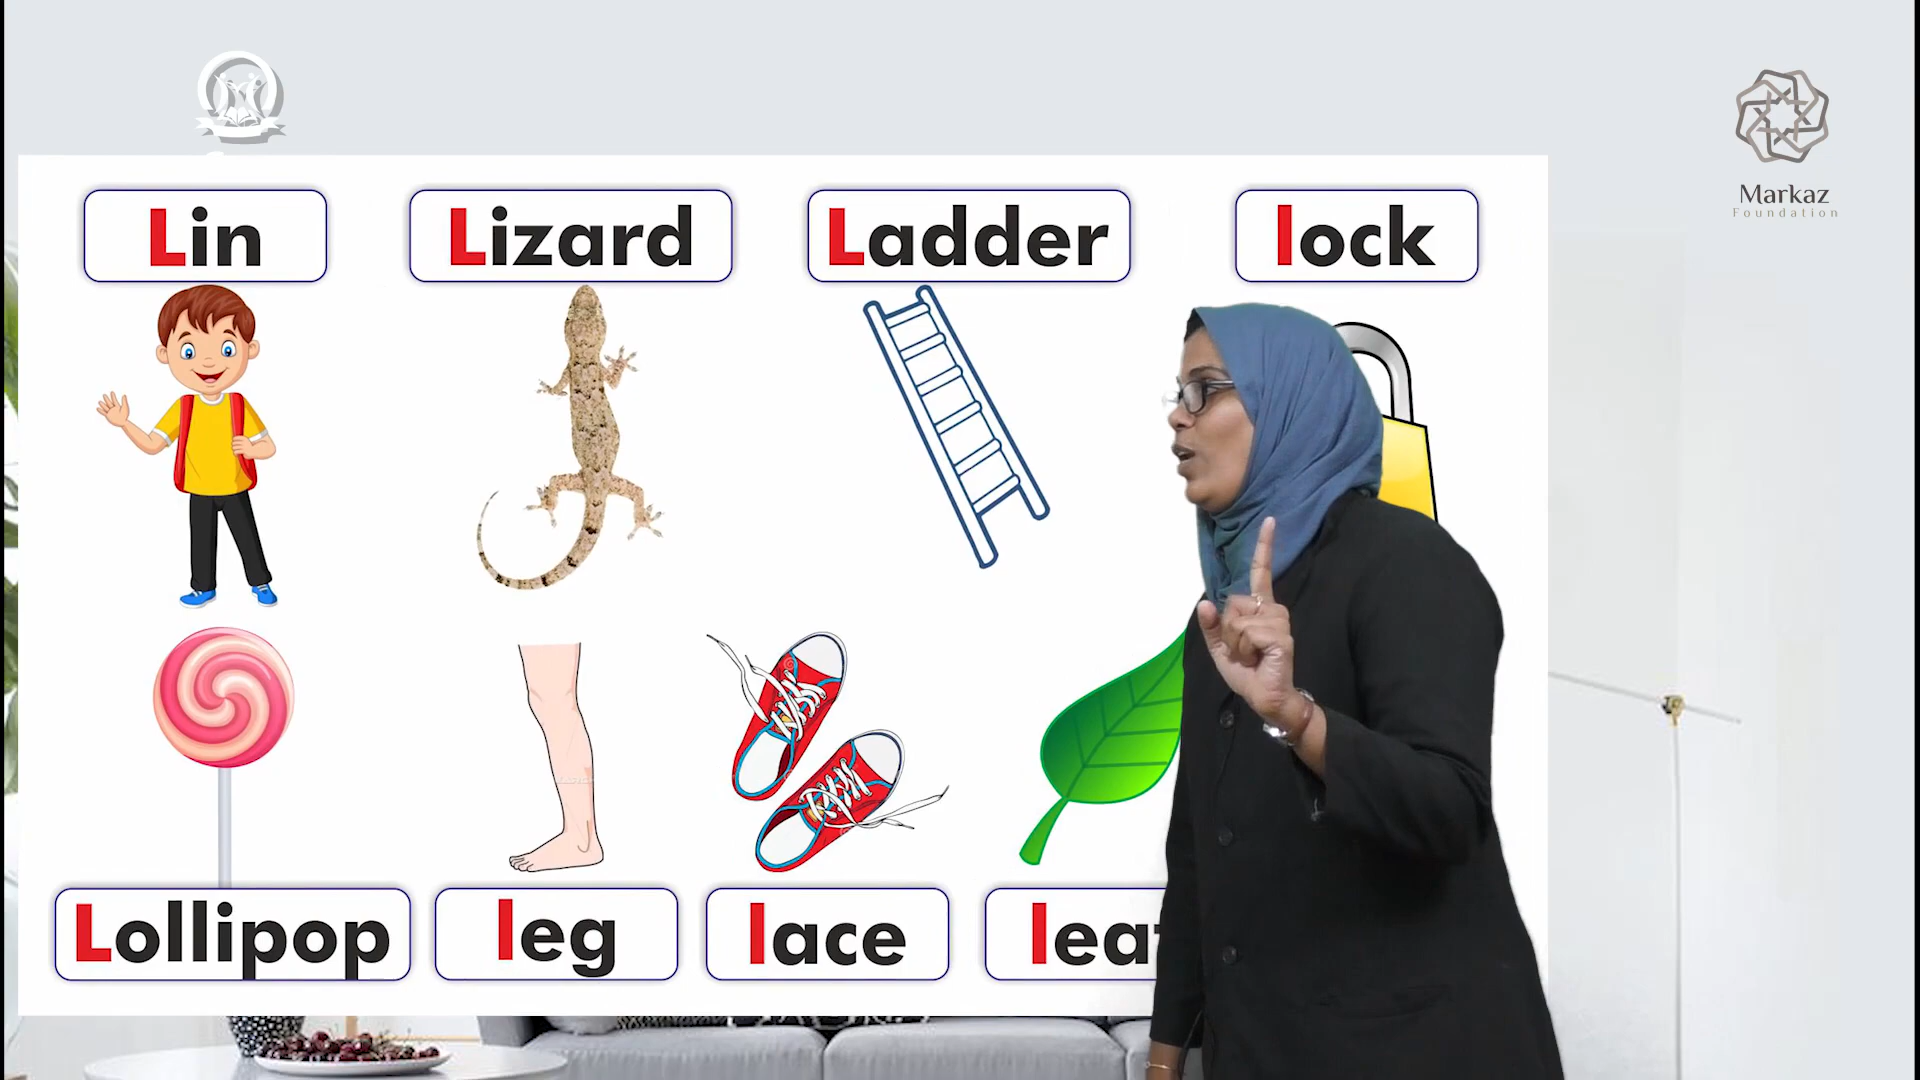 Markaz
Foundation
Lin
Lizard
Ladder
lock
Lollipop
leg
lace